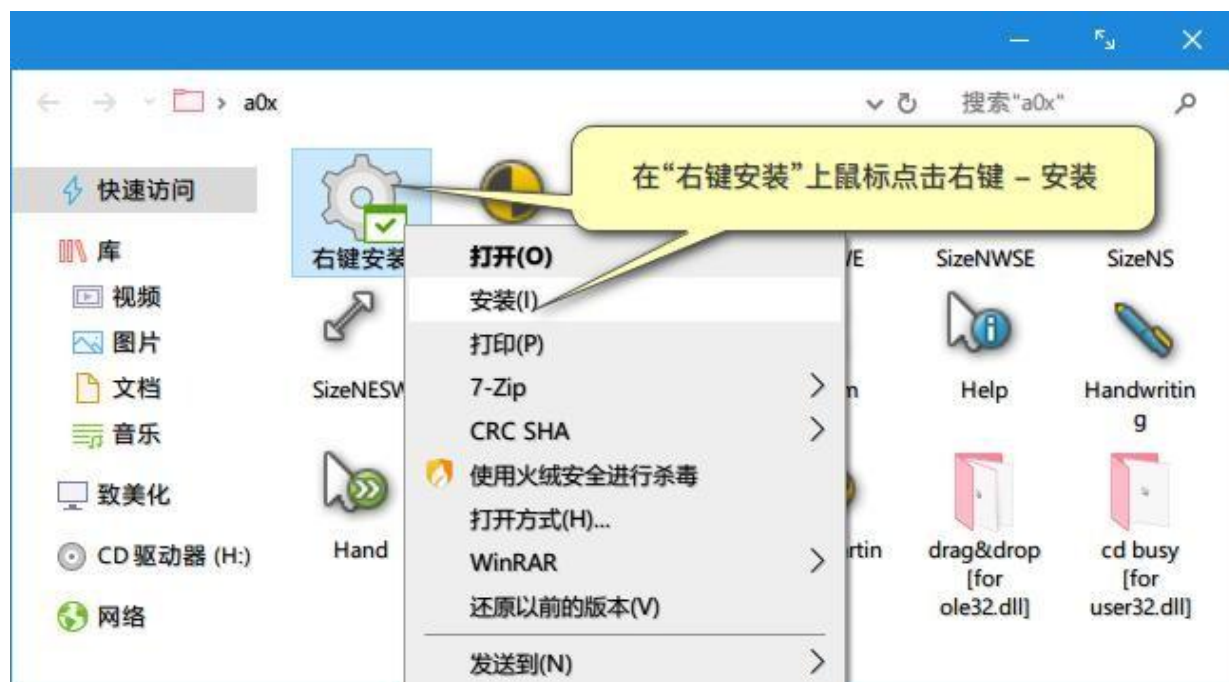 a0x
搜索"a0x"
在“右键安装”上鼠标点击右键 – 安装
快速访问
库
视频
图片
文档
音乐
致美化
CD 驱动器 (H:)
网络
右键安装
SizeNWSE
SizeNS
SizeNESW
Help
Handwritin
g
Hand
drag&drop
[for
ole32.dll]
cd busy
[for
user32.dll]
打开(O)
安装(I)
打印(P)
7-Zip
CRC SHA
使用火绒安全进行杀毒
打开方式(H)...
WinRAR
还原以前的版本(V)
发送到(N)